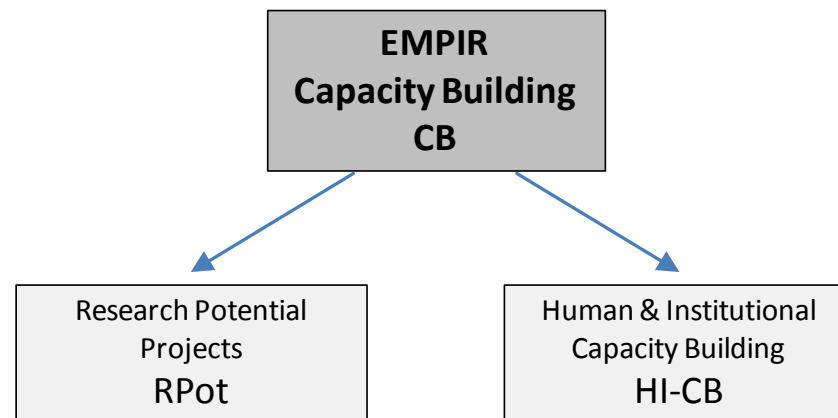 EMPIR
Capacity Building
CB
Research Potential
Projects
RPot
Human & Institutional
Capacity Building
HI-CB